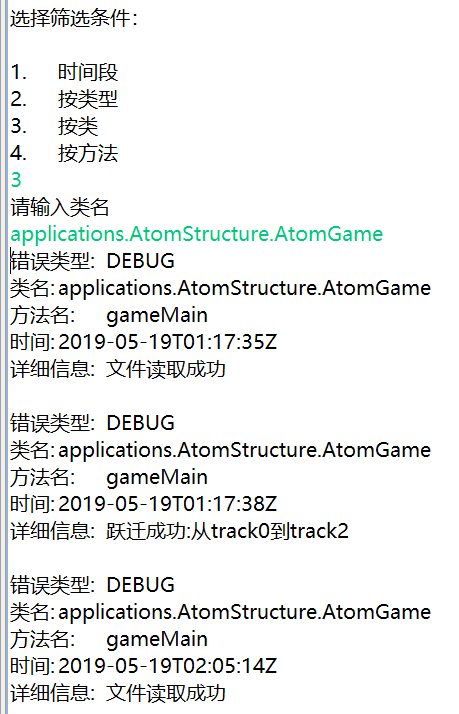 选择筛选条件:
1. 时间段
2. 按类型
3. 按类
4. 按方法
3
请输入类名
applications.AtomStructure.AtomGame
错误类型: DEBUG
类名: applications.AtomStructure.AtomGame
方法名: gameMain
时间: 2019-05-19T01:17:35Z
详细信息: 文件读取成功
错误类型: DEBUG
类名: applications.AtomStructure.AtomGame
方法名: gameMain
时间: 2019-05-19T01:17:38Z
详细信息: 跃迁成功:从track0到track2
错误类型: DEBUG
类名: applications.AtomStructure.AtomGame
方法名: gameMain
时间: 2019-05-19T02:05:14Z
详细信息: 文件读取成功